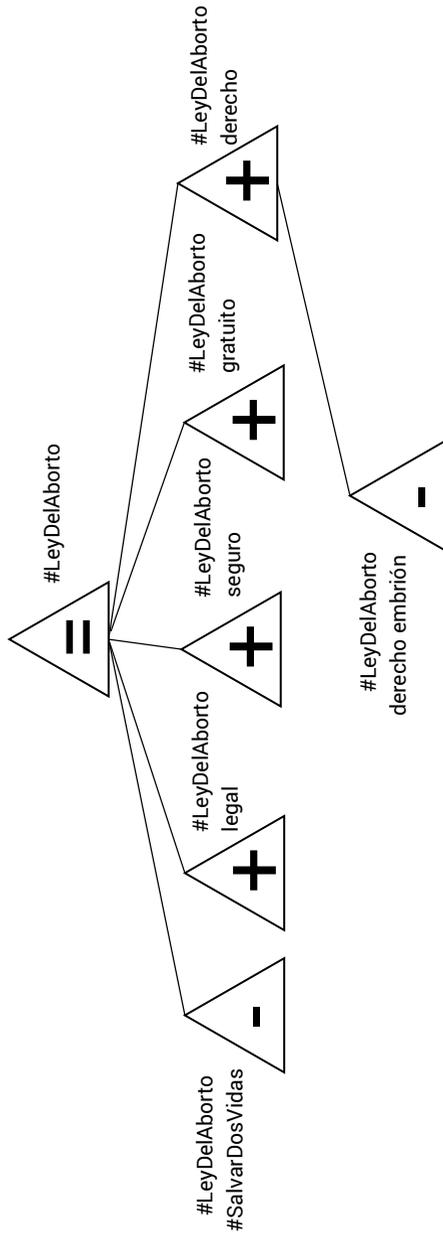 #LeyDelAborto
=
#LeyDelAborto
#SalvarDosVidas
-
#LeyDelAborto
legal
+
#LeyDelAborto
seguro
+
#LeyDelAborto
gratuito
+
#LeyDelAborto
derecho
+
#LeyDelAborto
derecho embrión
-